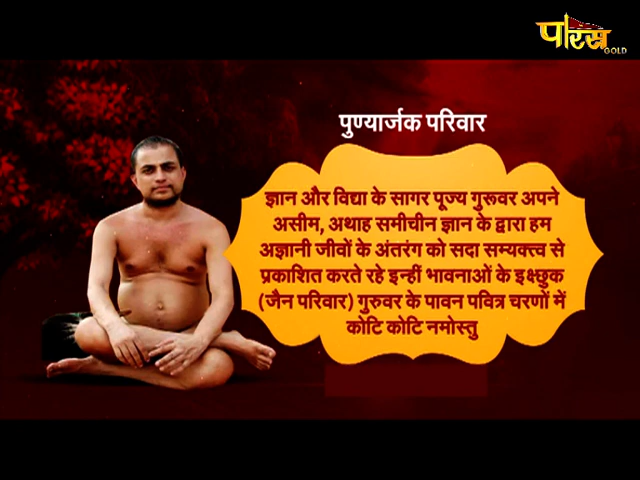 पारस
GOLD
पुण्यार्जक परिवार
ज्ञान और विद्या के सागर पूज्य गुरूवर अपने
असीम, अथाह समीचीन ज्ञान के द्वारा हम
अज्ञानी जीवों के अंतरंग को सदा सम्यक्त्व से
प्रकाशित करते रहे इन्हीं भावनाओं के इक्ष्छुक
(जैन परिवार) गुरुवर के पावन पवित्र चरणों में
कोटि कोटि नमोस्तु